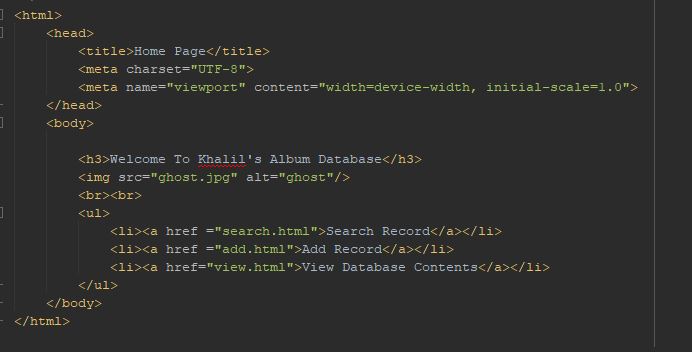 <html>
<head>
<title>Home Page</title>
<meta charset="UTF-8">
<meta name="viewport" content="width=device-width, initial-scale=1.0">
</head>
<body>
<h3>Welcome To Khalil's Album Database</h3>
<img src="ghost.jpg" alt="ghost"/>
<br><br>
<ul>
<li><a href ="search.html">Search Record</a></li>
<li><a href ="add.html">Add Record</a></li>
<li><a href="view.html">View Database Contents</a></li>
</ul>
</body>
</html>